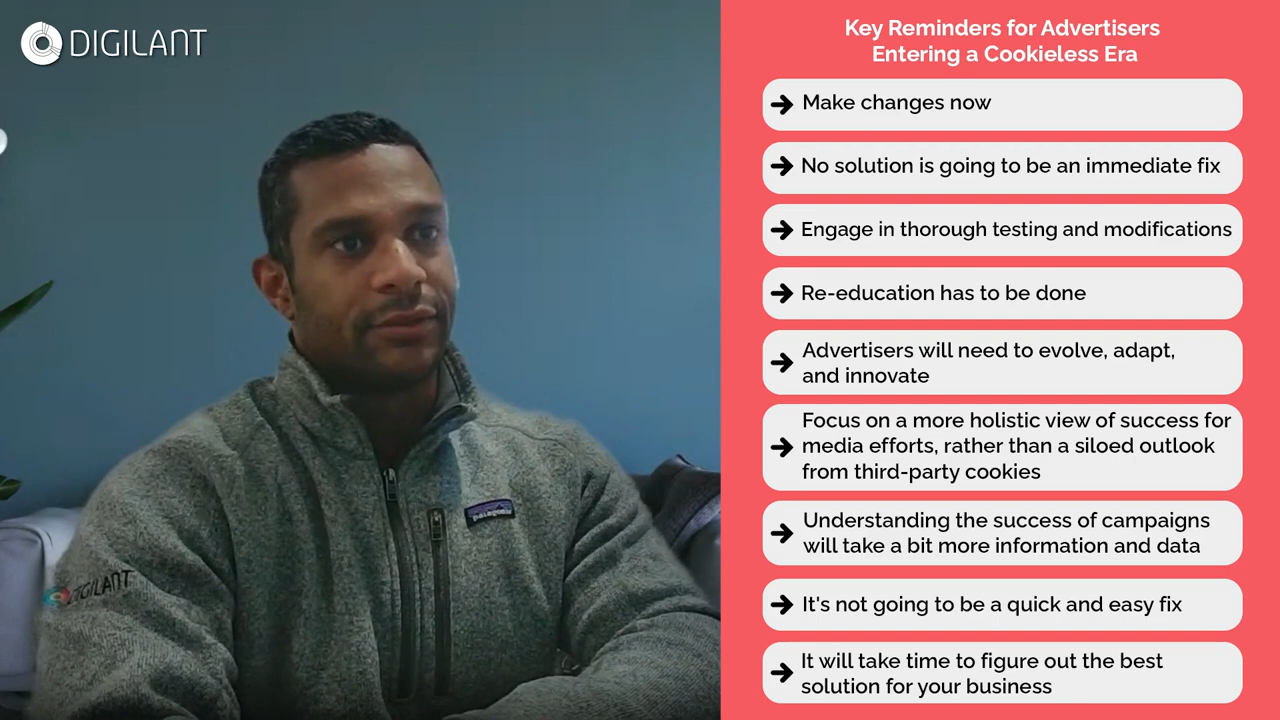 DIGILANT
Key Reminders for Advertisers
Entering a Cookieless Era
Make changes now
No solution is going to be an immediate fix
Engage in thorough testing and modifications
Re-education has to be done
Advertisers will need to evolve, adapt,
and innovate
Focus on a more holistic view of success for
media efforts, rather than a siloed outlook
from third-party cookies
Understanding the success of campaigns
will take a bit more information and data
It's not going to be a quick and easy fix
It will take time to figure out the best
solution for your business
patagonia
DIGILANT